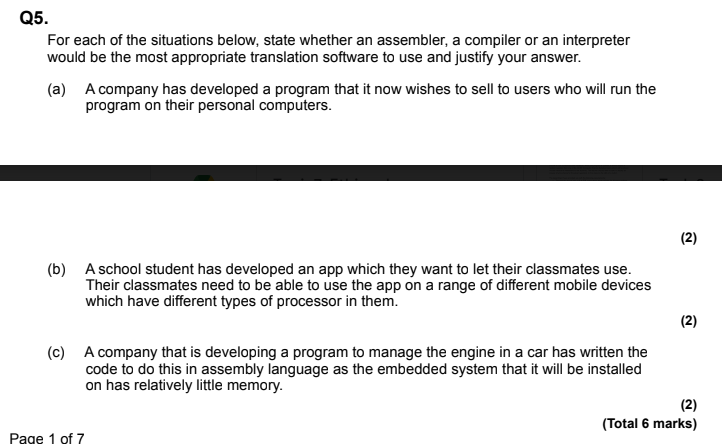 Q5.
For each of the situations below, state whether an assembler, a compiler or an interpreter
would be the most appropriate translation software to use and justify your answer.
(a) A company has developed a program that it now wishes to sell to users who will run the
program on their personal computers.
(2)
(b) A school student has developed an app which they want to let their classmates use.
Their classmates need to be able to use the app on a range of different mobile devices
which have different types of processor in them.
(2)
(c) A company that is developing a program to manage the engine in a car has written the
code to do this in assembly language as the embedded system that it will be installed
on has relatively little memory.
(2)
(Total 6 marks)
Page 1 of 7